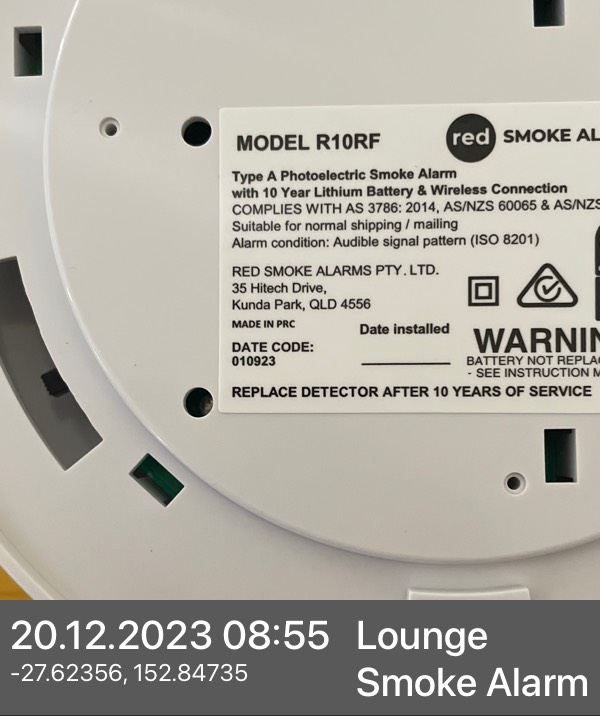 MODEL R10RF
red SMOKE AL
Type A Photoelectric Smoke Alarm
with 10 Year Lithium Battery & Wireless Connection
COMPLIES WITH AS 3786: 2014, AS/NZS 60065 & AS/NZS
Suitable for normal shipping / mailing
Alarm condition: Audible signal pattern (ISO 8201)
RED SMOKE ALARMS PTY. LTD.
35 Hitech Drive,
Kunda Park, QLD 4556
MADE IN PRC
DATE CODE:
010923
Date installed
WARNIN
BATTERY NOT REPLAC
- SEE INSTRUCTION M
REPLACE DETECTOR AFTER 10 YEARS OF SERVICE
20.12.2023 08:55
-27.62356, 152.84735
Lounge
Smoke Alarm